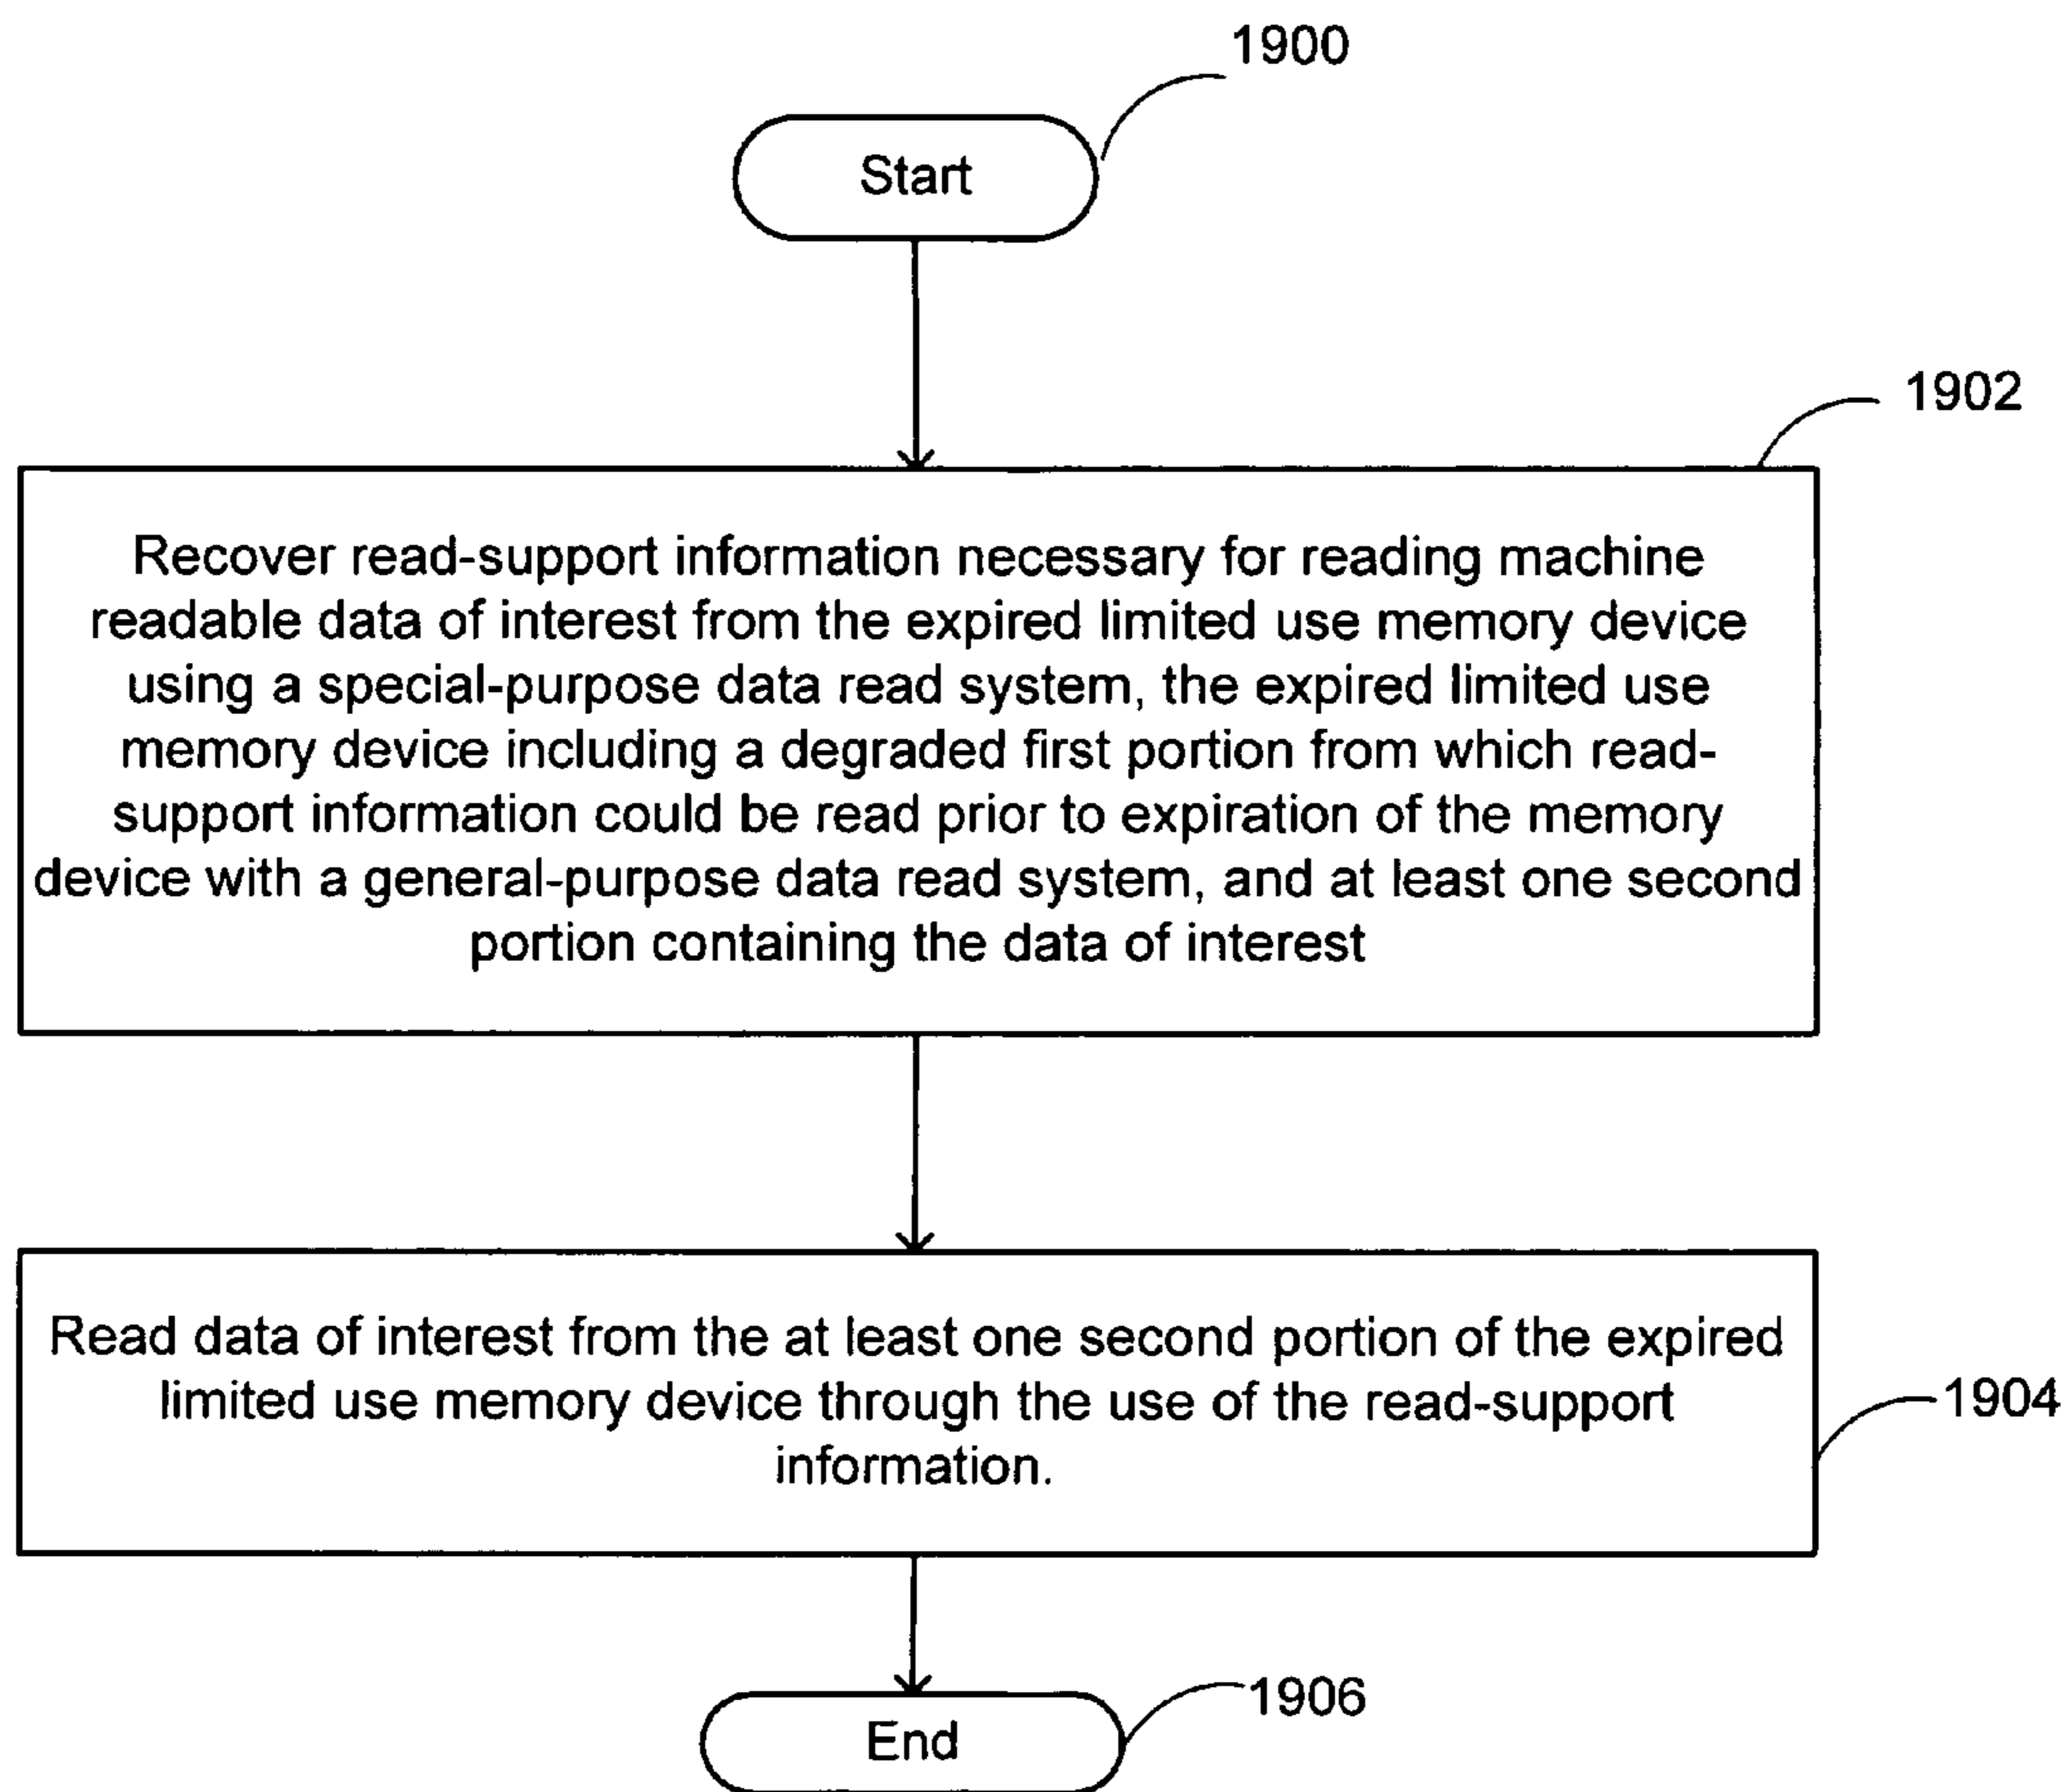 1900
Start
1902
Recover read-support information necessary for reading machine
readable data of interest from the expired limited use memory device
using a special-purpose data read system, the expired limited use
memory device including a degraded first portion from which read-
support information could be read prior to expiration of the memory
device with a general-purpose data read system, and at least one second
portion containing the data of interest
Read data of interest from the at least one second portion of the expired
limited use memory device through the use of the read-support
information.
1904
End
1906